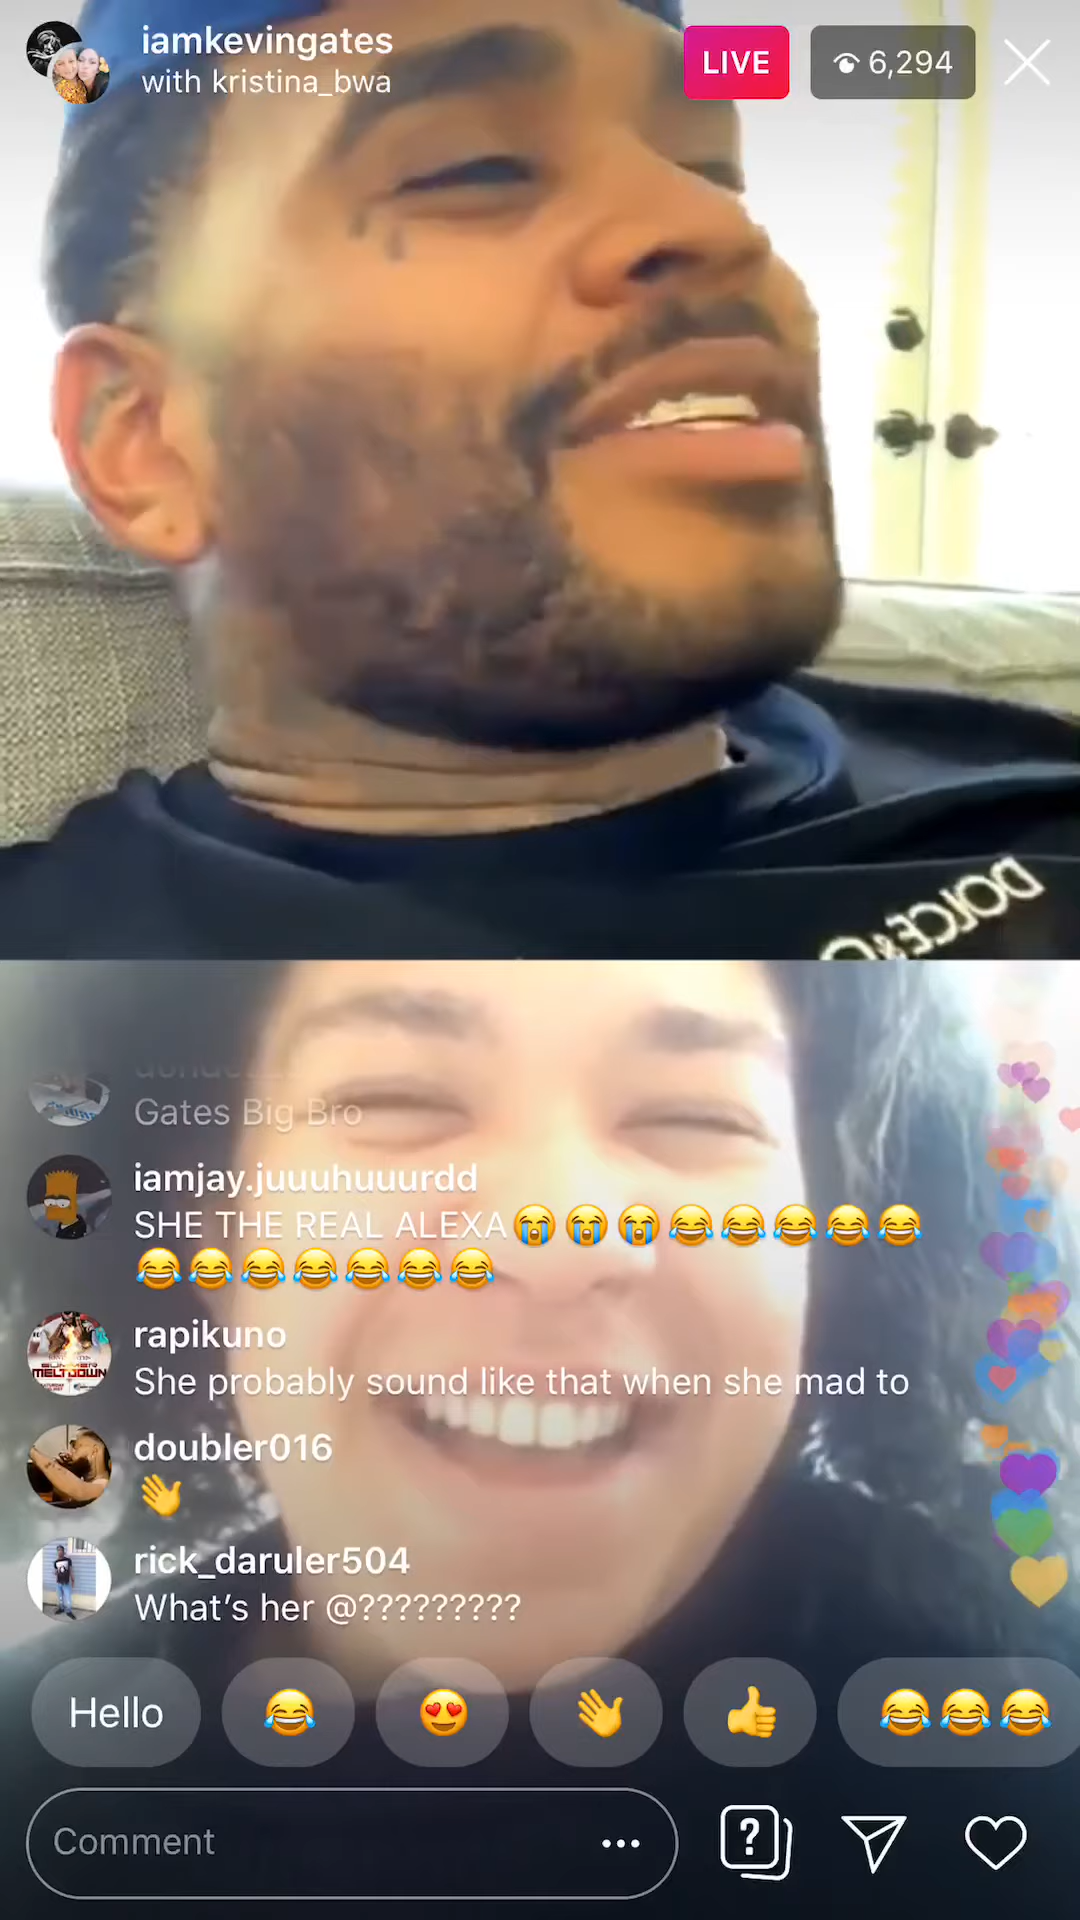 iamkevingates
with kristina_bwa
LIVE
6,294
DOLCE&G
Gates Big Bro
iamjay.juuuhuuurdd
SHE THE REAL ALEXA😭😭😭😂😂😂😂😂
😂😂😂😂😂😂😂
rapikuno
She probably sound like that when she mad to
MELTDOWN
doubler016
👋
rick_daruler504
What's her @?????????
Hello 😂 😍 👋 👍 😂😂😂
Comment ...